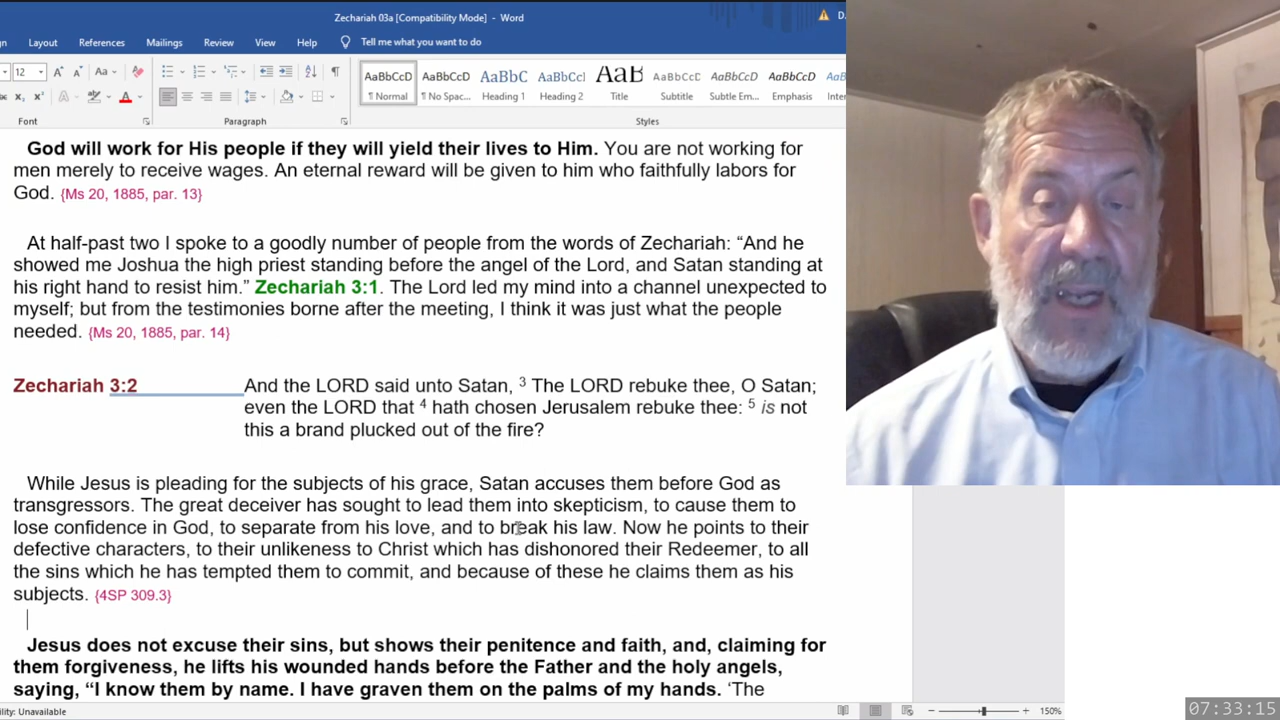 Zechariah 03a [Compatibility Mode] - Word
D.
Layout References Mailings Review View Help Tell me what you want to do
12 Aa
AaBbCcD AaBbCcD AaBbC AaBbCcI AaB AaBbCcD AaBbCcD AaBbCcD AaBb
¶ Normal ¶ No Spac... Heading 1 Heading 2 Title Subtitle Subtle Em... Emphasis Inter
Font Paragraph Styles
God will work for His people if they will yield their lives to Him. You are not working for
men merely to receive wages. An eternal reward will be given to him who faithfully labors for
God. {Ms 20, 1885, par. 13}
At half-past two I spoke to a goodly number of people from the words of Zechariah: “And he
showed me Joshua the high priest standing before the angel of the Lord, and Satan standing at
his right hand to resist him.” Zechariah 3:1. The Lord led my mind into a channel unexpected to
myself; but from the testimonies borne after the meeting, I think it was just what the people
needed. {Ms 20, 1885, par. 14}
Zechariah 3:2 And the LORD said unto Satan, 3 The LORD rebuke thee, O Satan;
even the LORD that 4 hath chosen Jerusalem rebuke thee: 5 is not
this a brand plucked out of the fire?
While Jesus is pleading for the subjects of his grace, Satan accuses them before God as
transgressors. The great deceiver has sought to lead them into skepticism, to cause them to
lose confidence in God, to separate from his love, and to break his law. Now he points to their
defective characters, to their unlikeness to Christ which has dishonored their Redeemer, to all
the sins which he has tempted them to commit, and because of these he claims them as his
subjects. {4SP 309.3}
Jesus does not excuse their sins, but shows their penitence and faith, and, claiming for
them forgiveness, he lifts his wounded hands before the Father and the holy angels,
saying, “I know them by name. I have graven them on the palms of my hands. ‘The
lity: Unavailable
150%
07:33:15